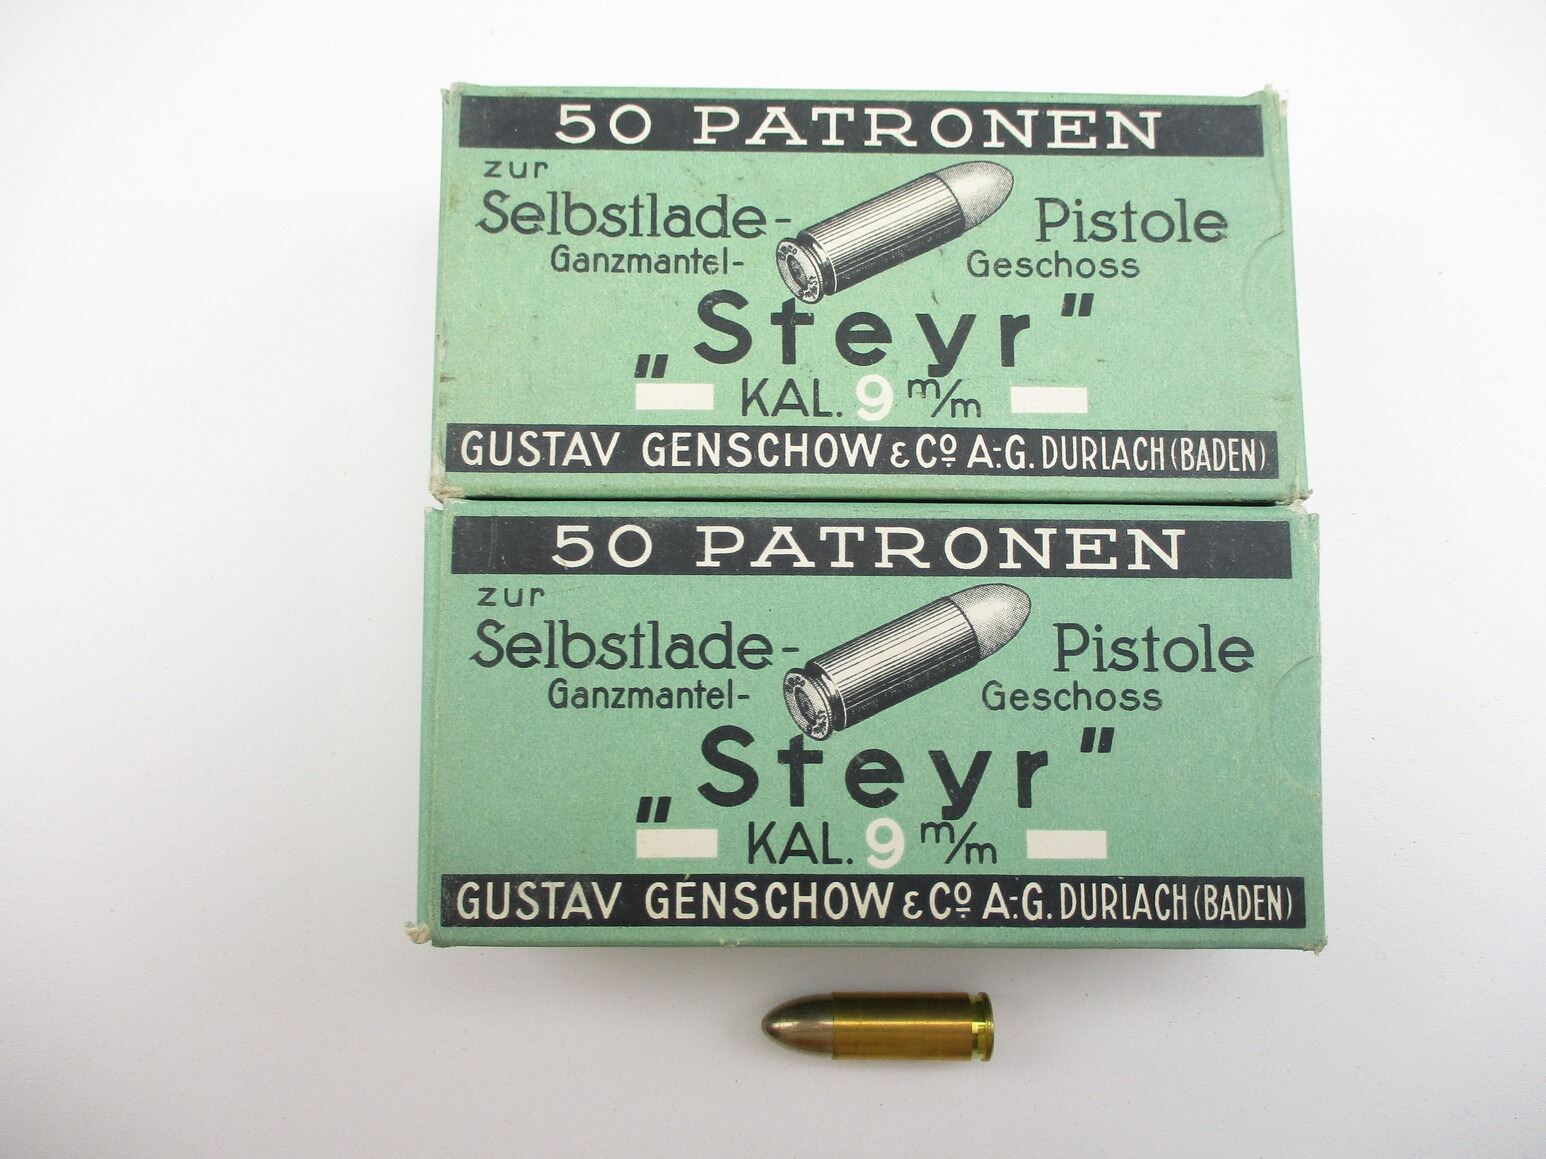 50 PATRONEN
zur
Selbstlade- Pistole
Ganzmantel- Geschoss
„Steyr"
KAL. 9 m/m
GUSTAV GENSCHOW & Cº A.-G. DURLACH (BADEN)
50 PATRONEN
zur
Selbstlade- Pistole
Ganzmantel- Geschoss
„Steyr"
KAL. 9 m/m
GUSTAV GENSCHOW & Cº A.-G. DURLACH (BADEN)